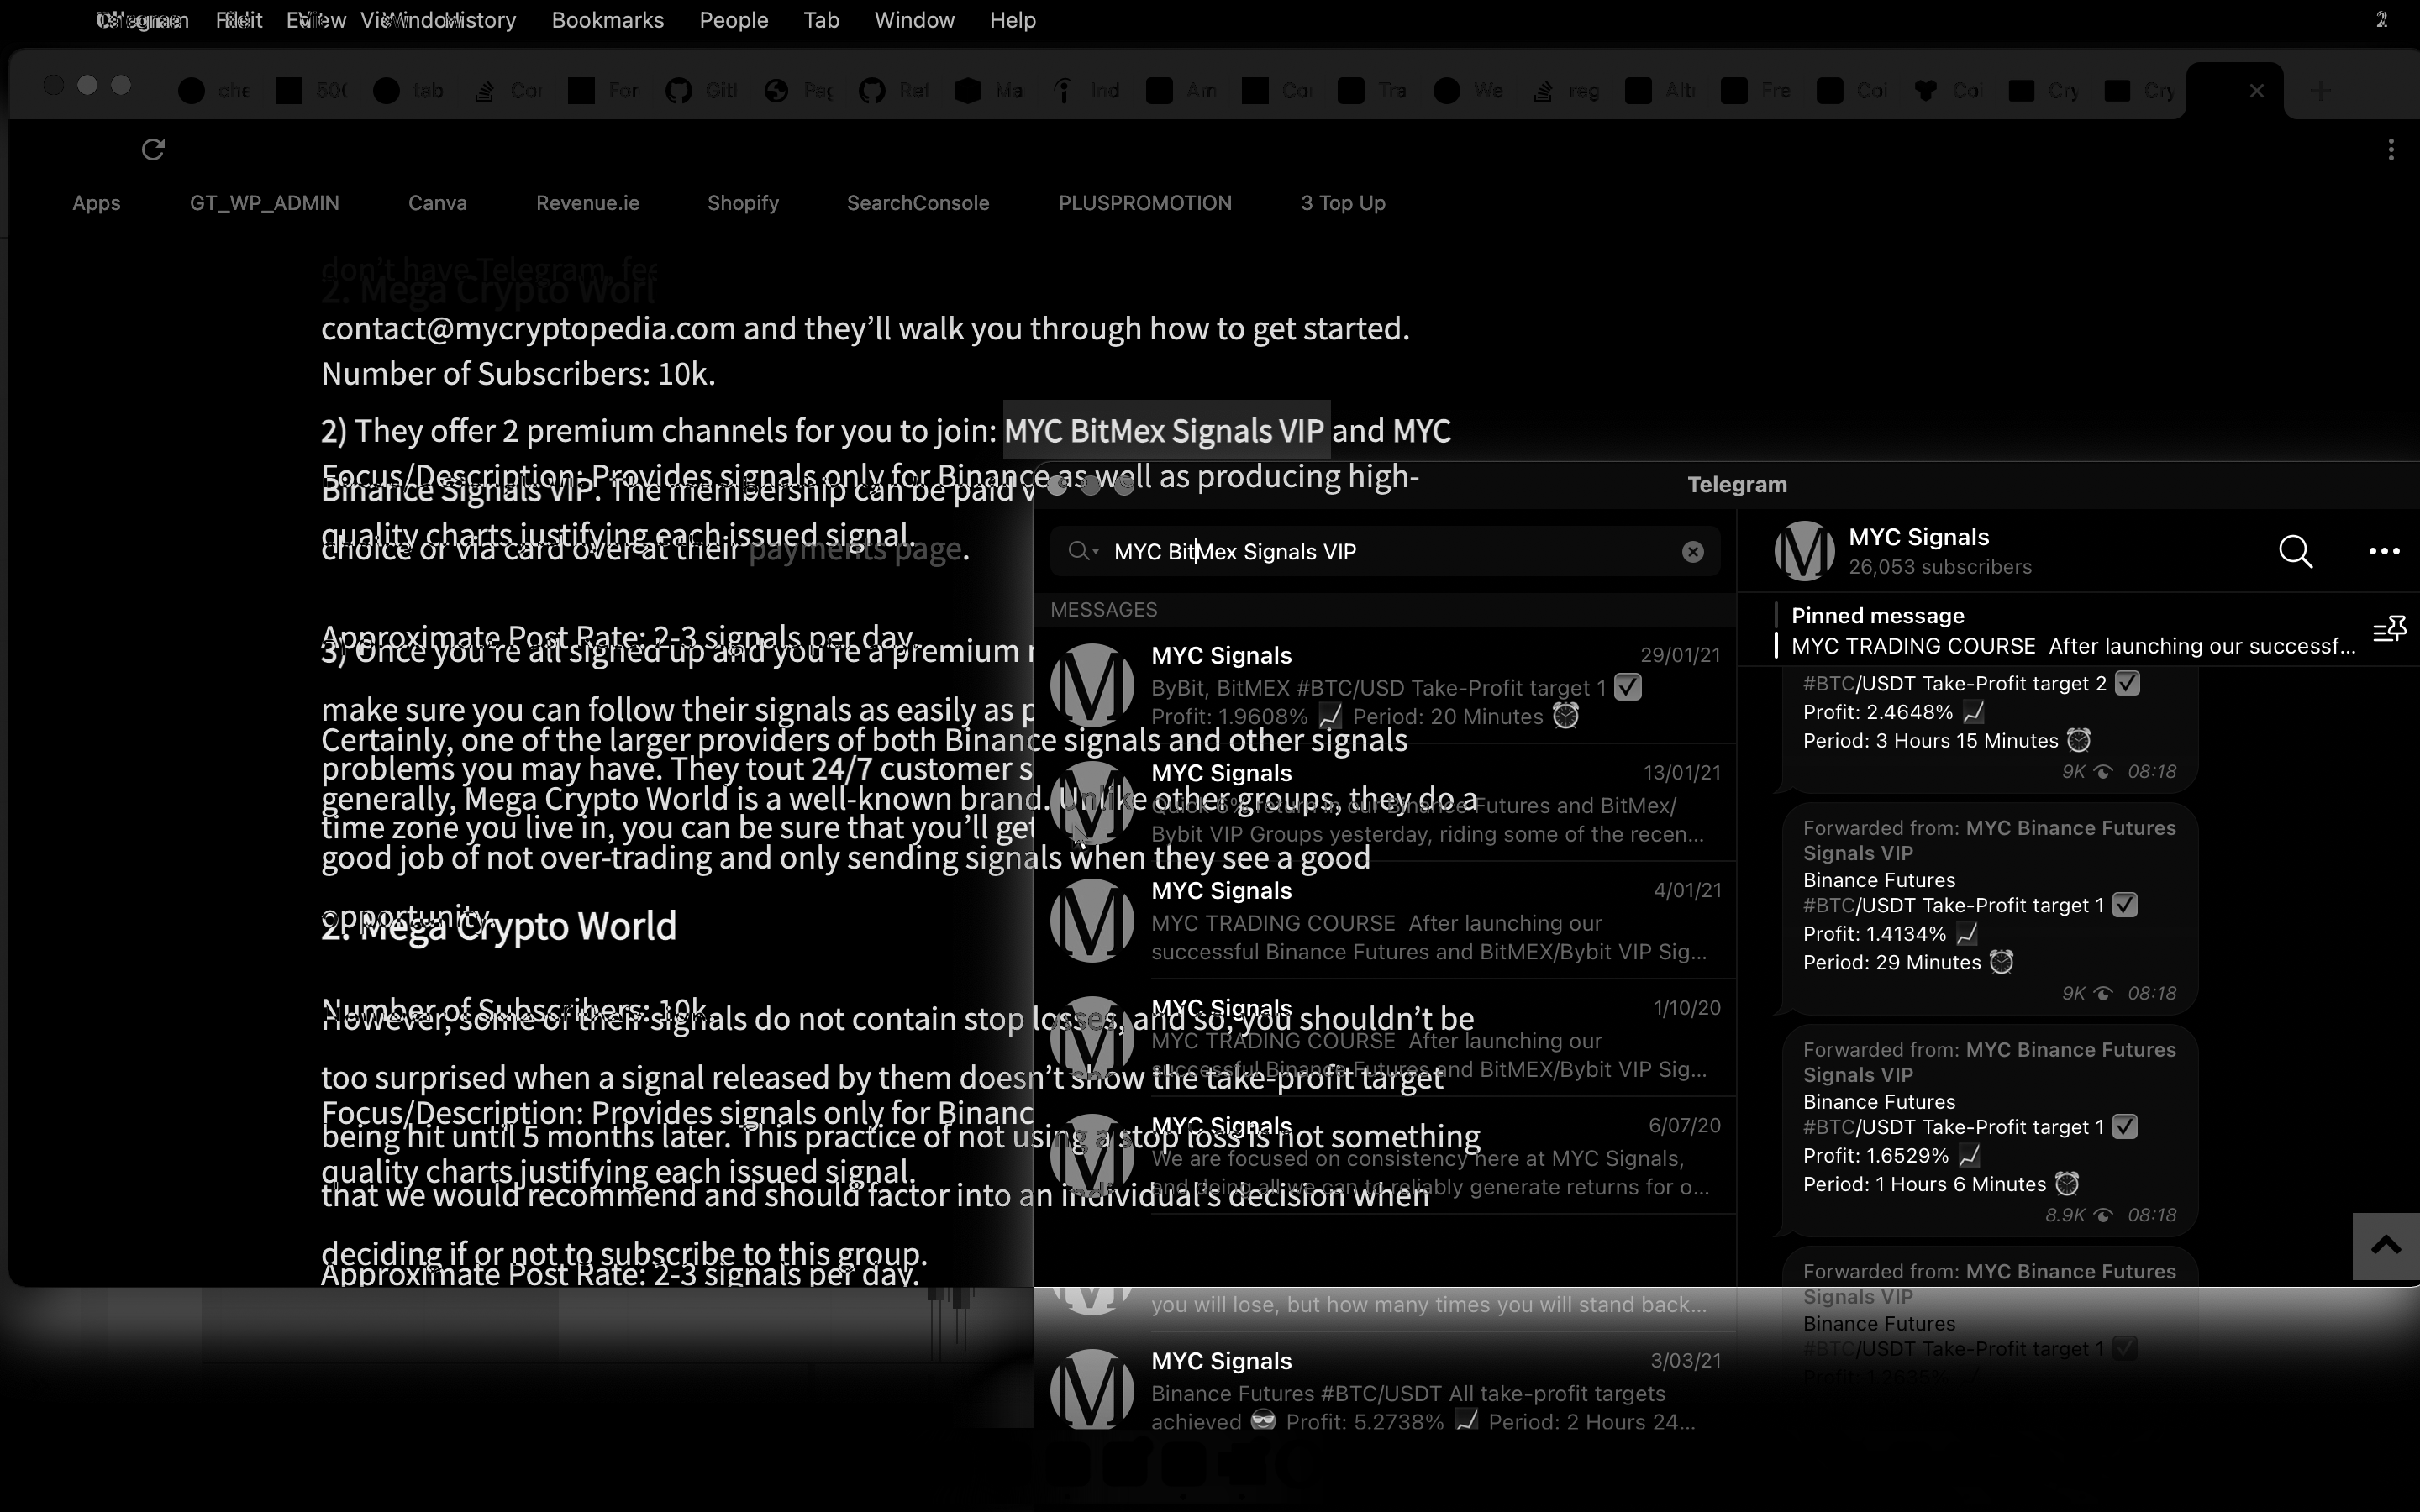 View History Bookmarks People Tab Window Help
Apps GT_WP_ADMIN Canva Revenue.ie Shopify SearchConsole PLUSPROMOTION 3 Top Up
don't have Telegram,
2. Mega Crypto Worl
contact@mycryptopedia.com and they'll walk you through how to get started.
Number of Subscribers: 10k.
2) They offer 2 premium channels for you to join: MYC BitMex Signals VIP and MYC
Focus/Description: Provides signals only for Binance as well as producing high-
Binance Signals VIP. The membership can be paid
quality charts justifying each issued signal.
choice or via card over at their payments page.
Approximate Post Rate: 2-3 signals per day.
3) Once you're all signed up and you're a premium
make sure you can follow their signals as easily as
Certainly, one of the larger providers of both Binance signals and other signals
problems you may have. They tout 24/7 customer
generally, Mega Crypto World is a well-known brand. Unlike other groups, they do a
time zone you live in, you can be sure that you'll get
good job of not over-trading and only sending signals when they see a good
opportunity.
2. Mega Crypto World
Number of Subscribers: 10k.
However, some of their signals do not contain stop losses, and so, you shouldn't be
too surprised when a signal released by them doesn't show the take-profit target
Focus/Description: Provides signals only for Binanc
being hit until 5 months later. This practice of not using a stop loss is not something
quality charts justifying each issued signal.
that we would recommend and should factor into an individual's decision when
deciding if or not to subscribe to this group.
Approximate Post Rate: 2-3 signals per day.
Telegram
MYC BitMex Signals VIP
MESSAGES
MYC Signals 29/01/21
ByBit, BitMEX #BTC/USD Take-Profit target 1 ✅
Profit: 1.9608% 📈 Period: 20 Minutes ⏰
MYC Signals 13/01/21
Quick 6% return in our Binance Futures and BitMex/
Bybit VIP Groups yesterday, riding some of the recen...
MYC Signals 4/01/21
MYC TRADING COURSE After launching our
successful Binance Futures and BitMEX/Bybit VIP Sig...
MYC Signals 1/10/20
MYC TRADING COURSE After launching our
successful Binance Futures and BitMEX/Bybit VIP Sig...
MYC Signals 6/07/20
We are focused on consistency here at MYC Signals,
and doing all we can to reliably generate returns for o...
you will lose, but how many times you will stand back...
MYC Signals 3/03/21
Binance Futures #BTC/USDT All take-profit targets
achieved 😎 Profit: 5.2738% 📈 Period: 2 Hours 24...
MYC Signals
26,053 subscribers
Pinned message
MYC TRADING COURSE After launching our successf...
#BTC/USDT Take-Profit target 2 ✅
Profit: 2.4648% 📈
Period: 3 Hours 15 Minutes ⏰
9K 08:18
Forwarded from: MYC Binance Futures
Signals VIP
Binance Futures
#BTC/USDT Take-Profit target 1 ✅
Profit: 1.4134% 📈
Period: 29 Minutes ⏰
9K 08:18
Forwarded from: MYC Binance Futures
Signals VIP
Binance Futures
#BTC/USDT Take-Profit target 1 ✅
Profit: 1.6529% 📈
Period: 1 Hours 6 Minutes ⏰
8.9K 08:18
Forwarded from: MYC Binance Futures
Signals VIP
Binance Futures
#BTC/USDT Take-Profit target 1 ✅